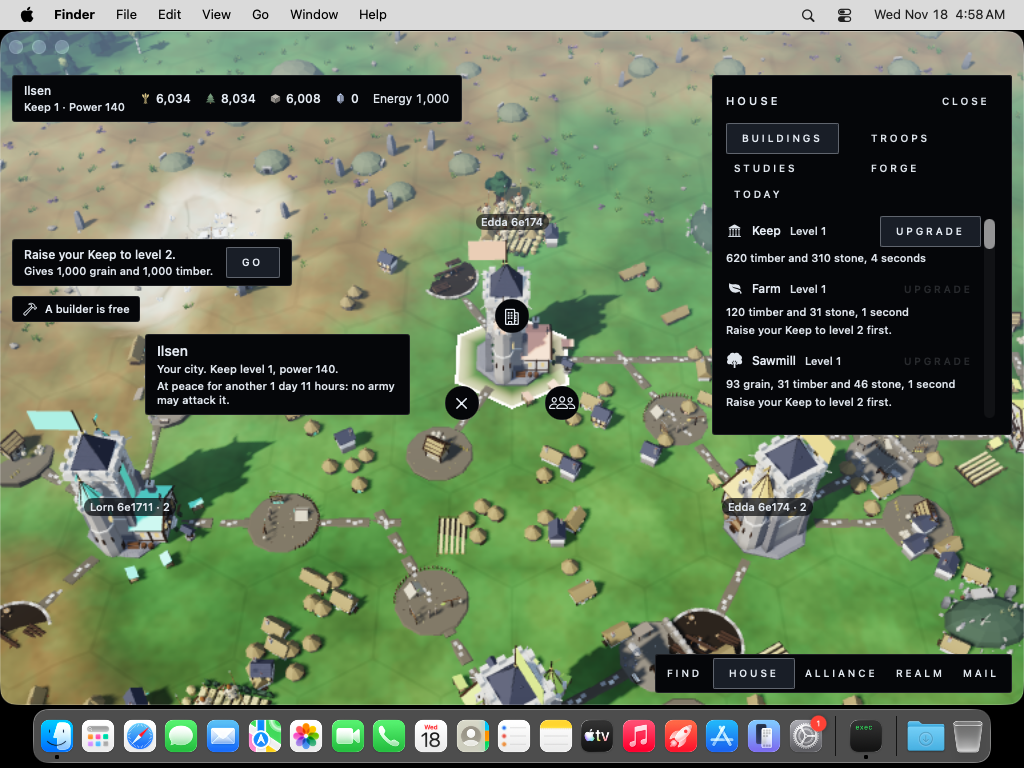 Finder File Edit View Go Window Help Wed Nov 18 4:58 AM
Ilsen
Keep 1 · Power 140
6,034 8,034 6,008 0 Energy 1,000
HOUSE CLOSE
BUILDINGS TROOPS
STUDIES FORGE
TODAY
Keep Level 1 UPGRADE
620 timber and 310 stone, 4 seconds
Farm Level 1 UPGRADE
120 timber and 31 stone, 1 second
Raise your Keep to level 2 first.
Sawmill Level 1 UPGRADE
93 grain, 31 timber and 46 stone, 1 second
Raise your Keep to level 2 first.
Edda 6e174
Raise your Keep to level 2.
Gives 1,000 grain and 1,000 timber.
GO
A builder is free
Ilsen
Your city. Keep level 1, power 140.
At peace for another 1 day 11 hours: no army
may attack it.
Lorn 6e1711 · 2
Edda 6e174 · 2
FIND HOUSE ALLIANCE REALM MAIL
Wed
18
tv
1
exec